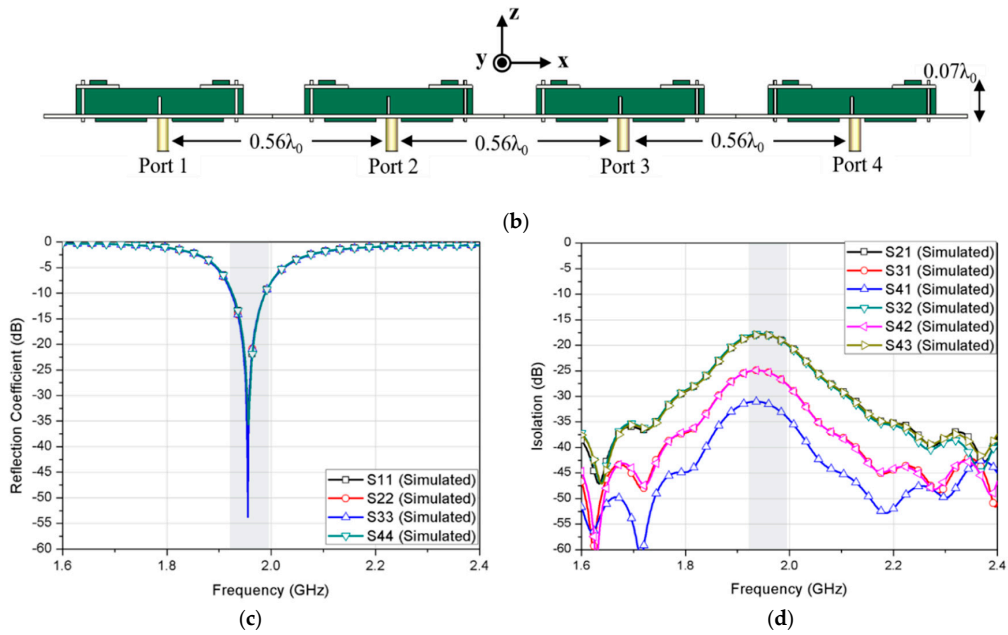 z
y
x
0.07λ0
0.56λ0
0.56λ0
0.56λ0
Port 1
Port 2
Port 3
Port 4
(b)
0
-5
-10
-15
-20
-25
-30
-35
-40
-45
-50
-55
-60
Reflection Coefficient (dB)
S11 (Simulated)
S22 (Simulated)
S33 (Simulated)
S44 (Simulated)
1.6
1.8
2.0
2.2
2.4
Frequency (GHz)
(c)
0
-5
-10
-15
-20
-25
-30
-35
-40
-45
-50
-55
-60
Isolation (dB)
S21 (Simulated)
S31 (Simulated)
S41 (Simulated)
S32 (Simulated)
S42 (Simulated)
S43 (Simulated)
1.6
1.8
2.0
2.2
2.4
Frequency (GHz)
(d)